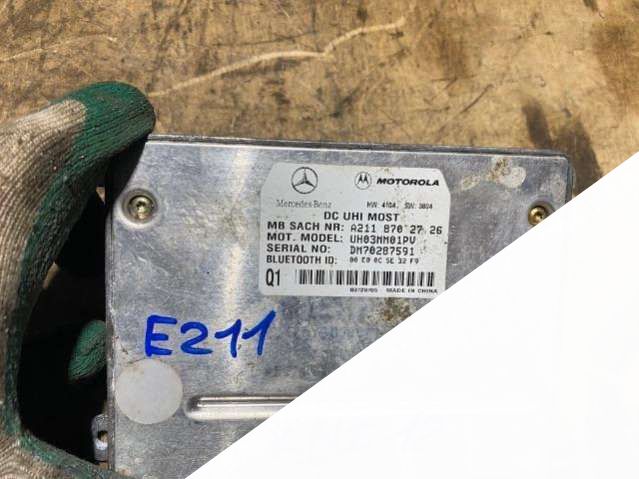 Mercedes-Benz
MOTOROLA
HW: 4104, SW: 3804
DC UHI MOST
MB SACH NR: A211 870 27 26
MOT. MODEL: UH03NM01PV
SERIAL NO: DM70287591
BLUETOOTH ID: 00 E0 0C 5E 32 F9
Q1
MADE IN CHINA
E211